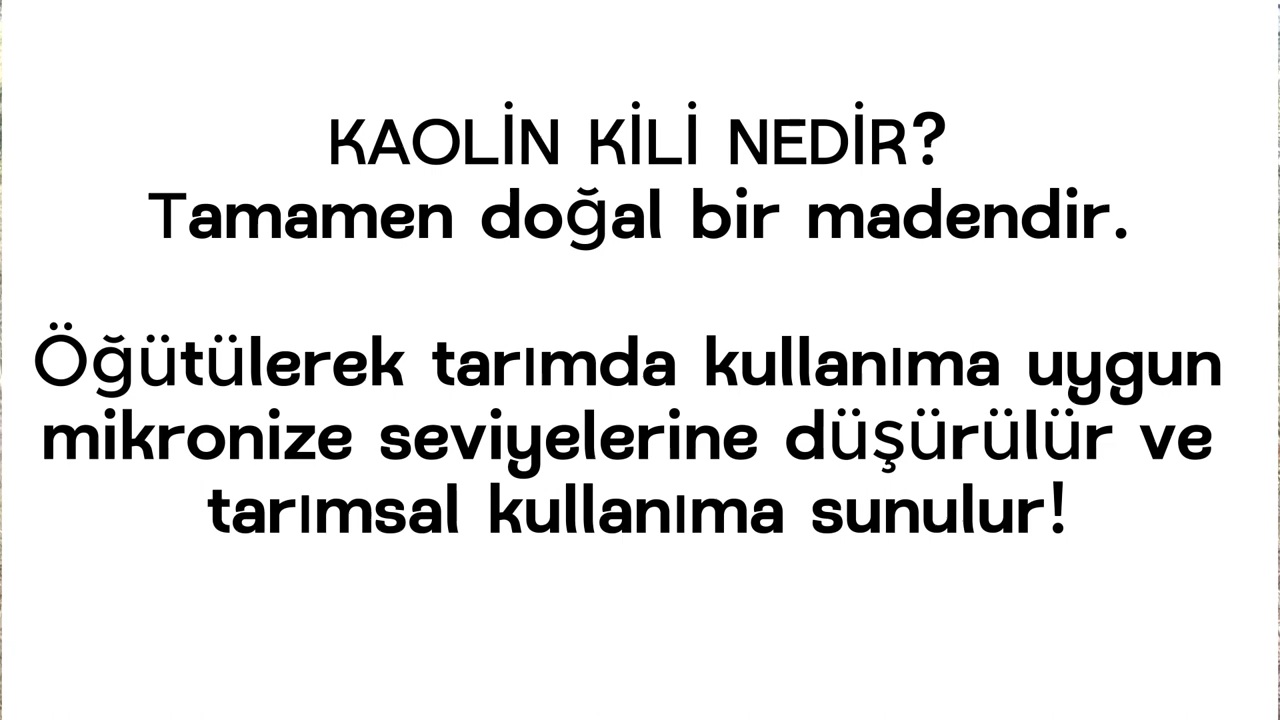 KAOLİN KİLİ NEDİR?
Tamamen doğal bir madendir.
Öğütülerek tarımda kullanıma uygun
mikronize seviyelerine düşürülür ve
tarımsal kullanıma sunulur!